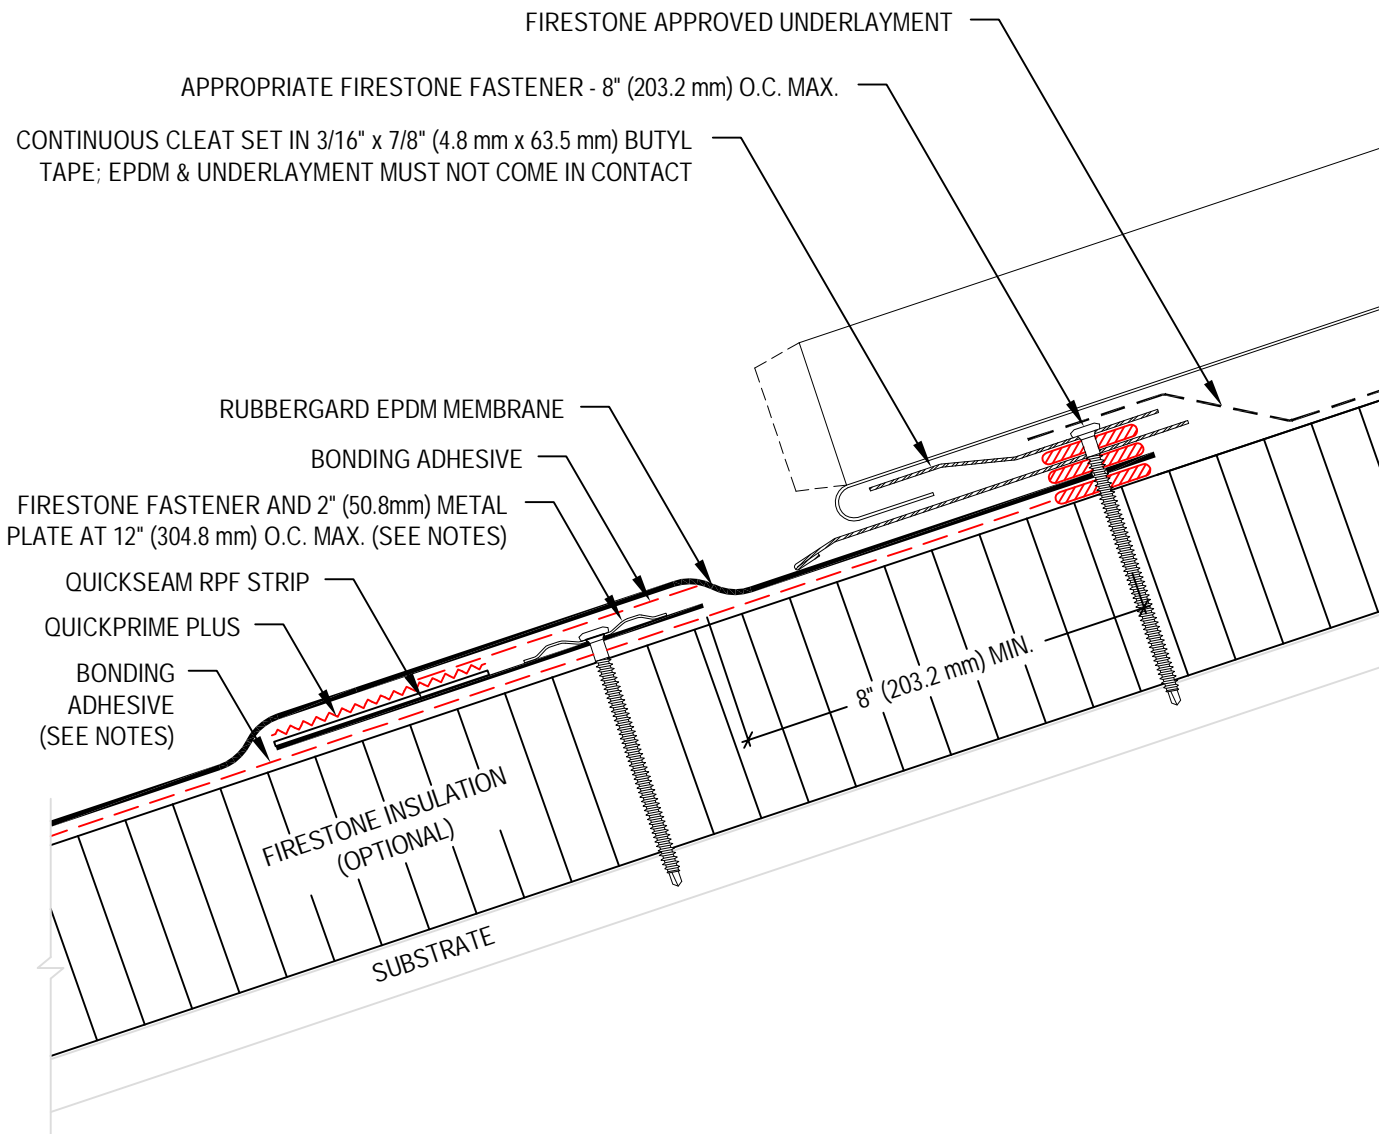 FIRESTONE APPROVED UNDERLAYMENT
APPROPRIATE FIRESTONE FASTENER - 8" (203.2 mm) O.C. MAX.
CONTINUOUS CLEAT SET IN 3/16" x 7/8" (4.8 mm x 63.5 mm) BUTYL
TAPE; EPDM & UNDERLAYMENT MUST NOT COME IN CONTACT
RUBBERGARD EPDM MEMBRANE
BONDING ADHESIVE
FIRESTONE FASTENER AND 2" (50.8mm) METAL
PLATE AT 12" (304.8 mm) O.C. MAX. (SEE NOTES)
QUICKSEAM RPF STRIP
QUICKPRIME PLUS
BONDING
ADHESIVE
(SEE NOTES)
8" (203.2 mm) MIN.
FIRESTONE INSULATION
(OPTIONAL)
SUBSTRATE